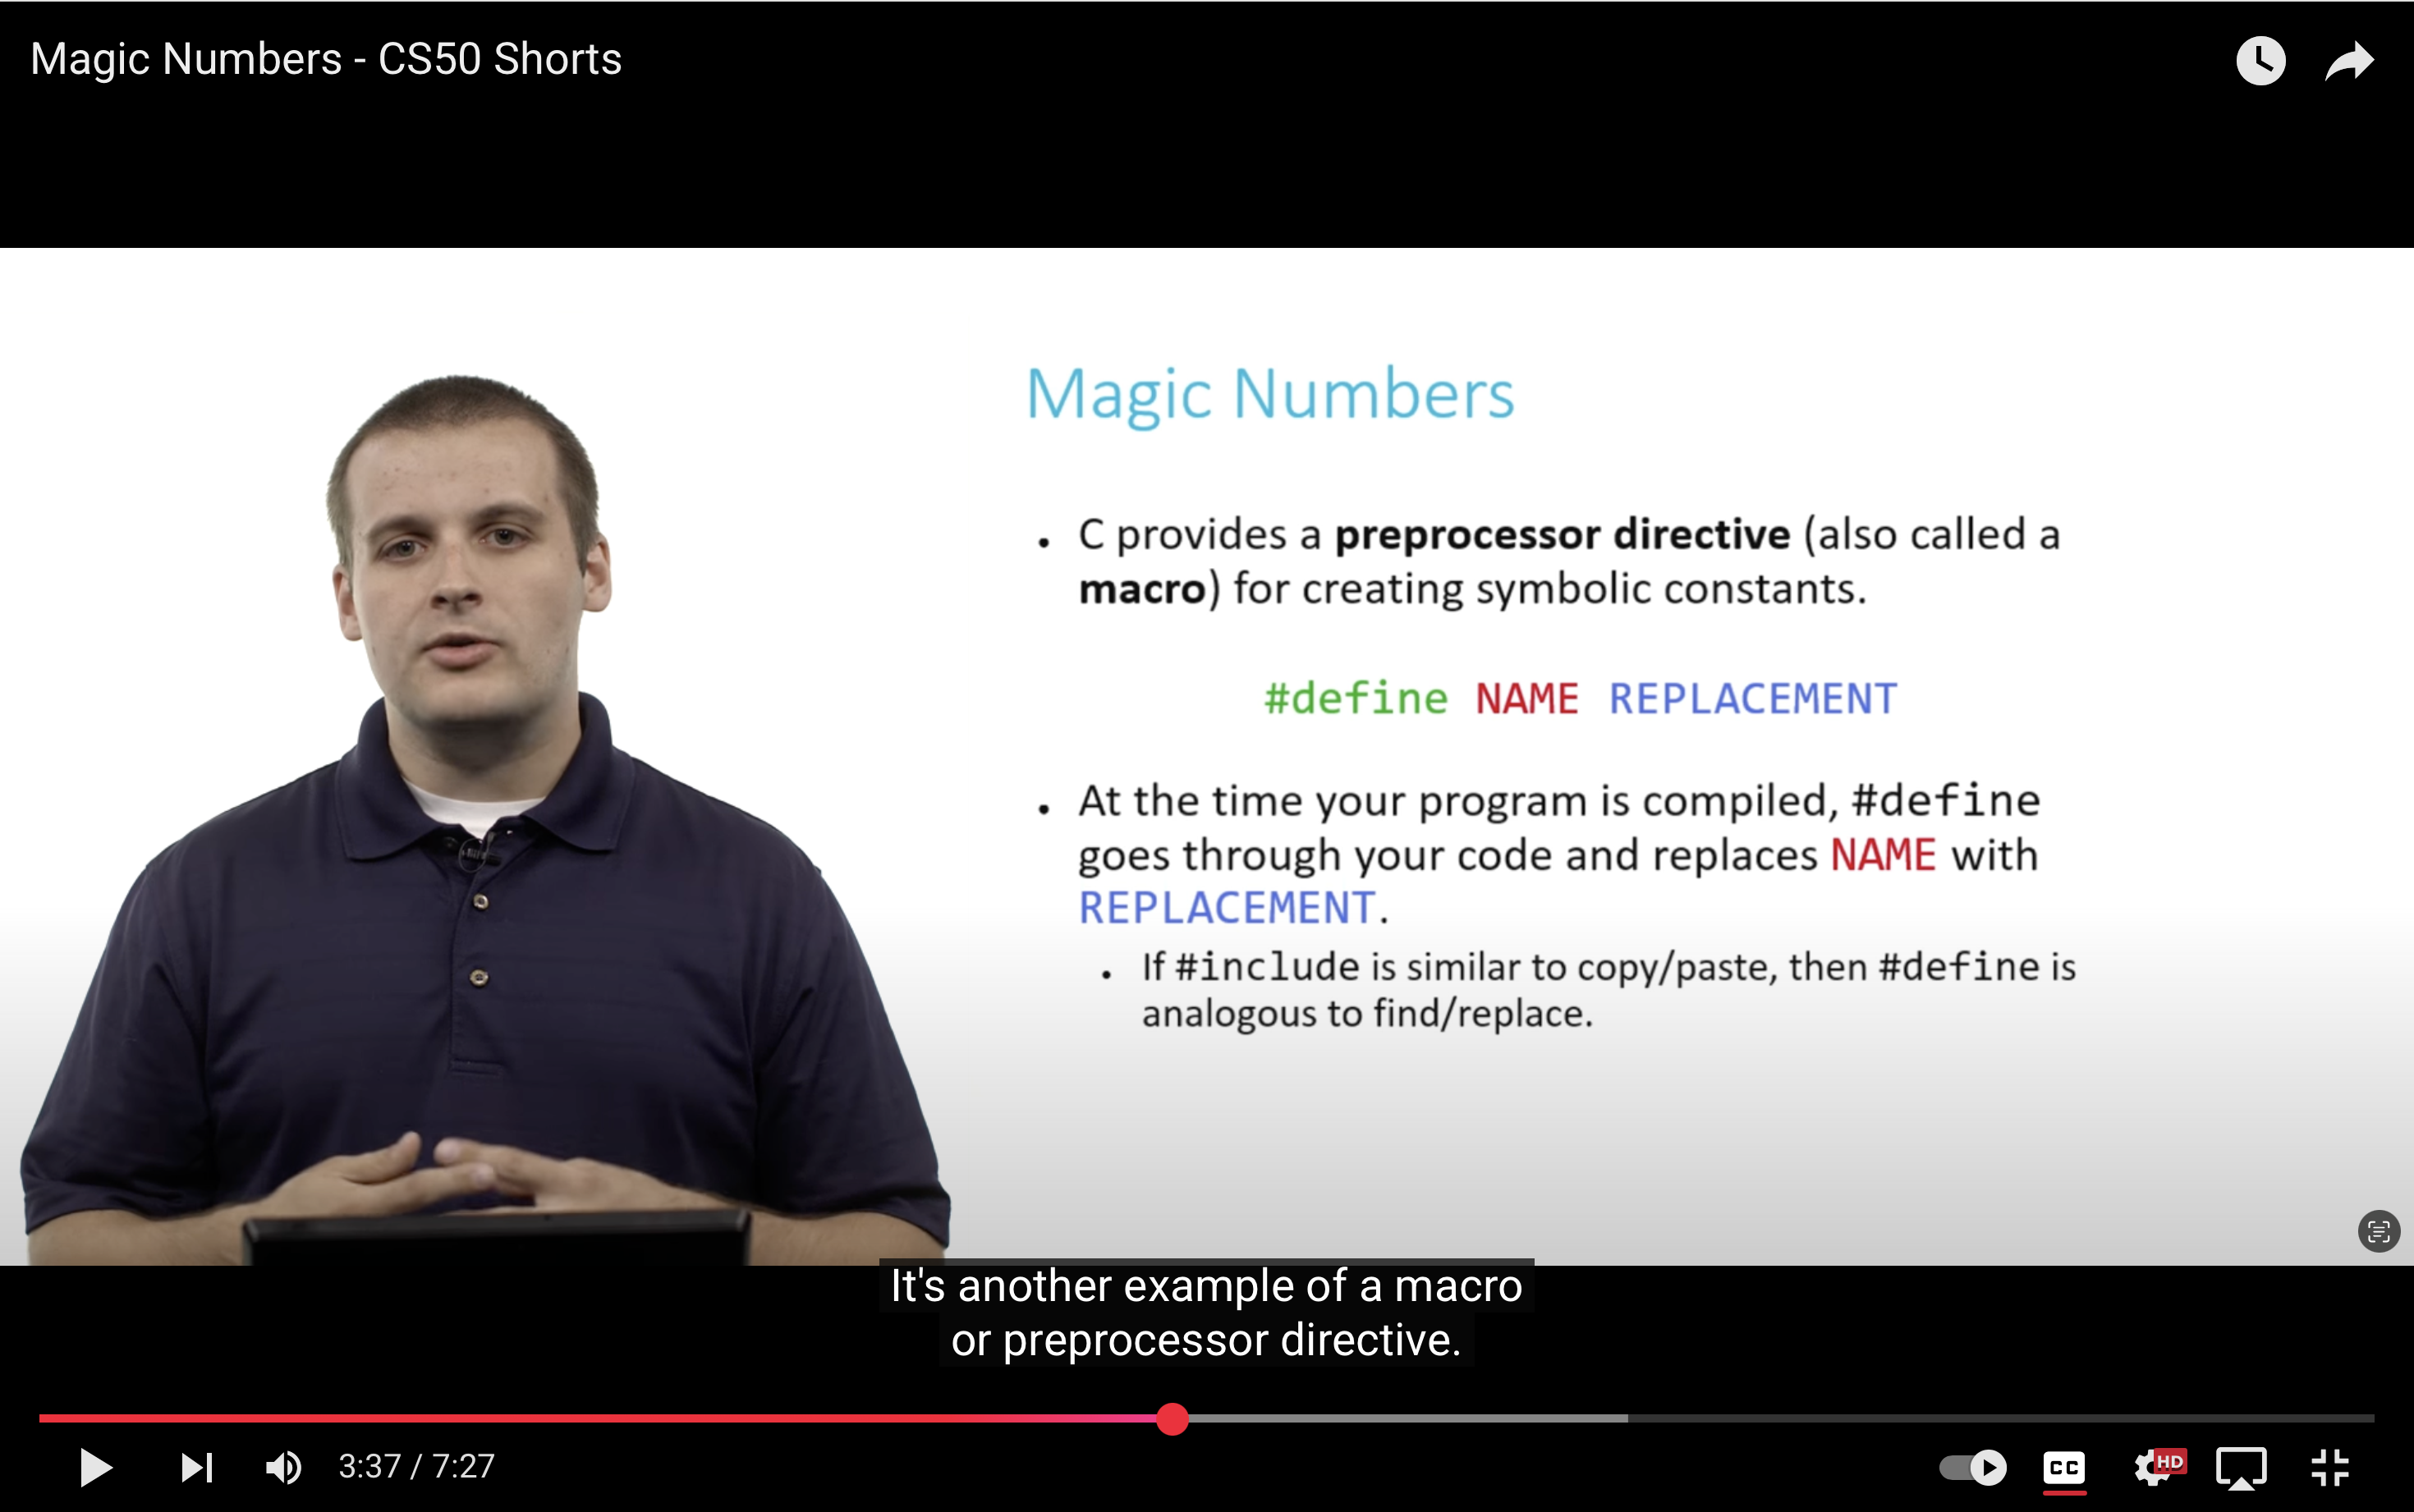 Magic Numbers - CS50 Shorts
Magic Numbers
• C provides a preprocessor directive (also called a
macro) for creating symbolic constants.
#define NAME REPLACEMENT
• At the time your program is compiled, #define
goes through your code and replaces NAME with
REPLACEMENT.
• If #include is similar to copy/paste, then #define is
analogous to find/replace.
It's another example of a macro
or preprocessor directive.
3:37 / 7:27
CC
HD